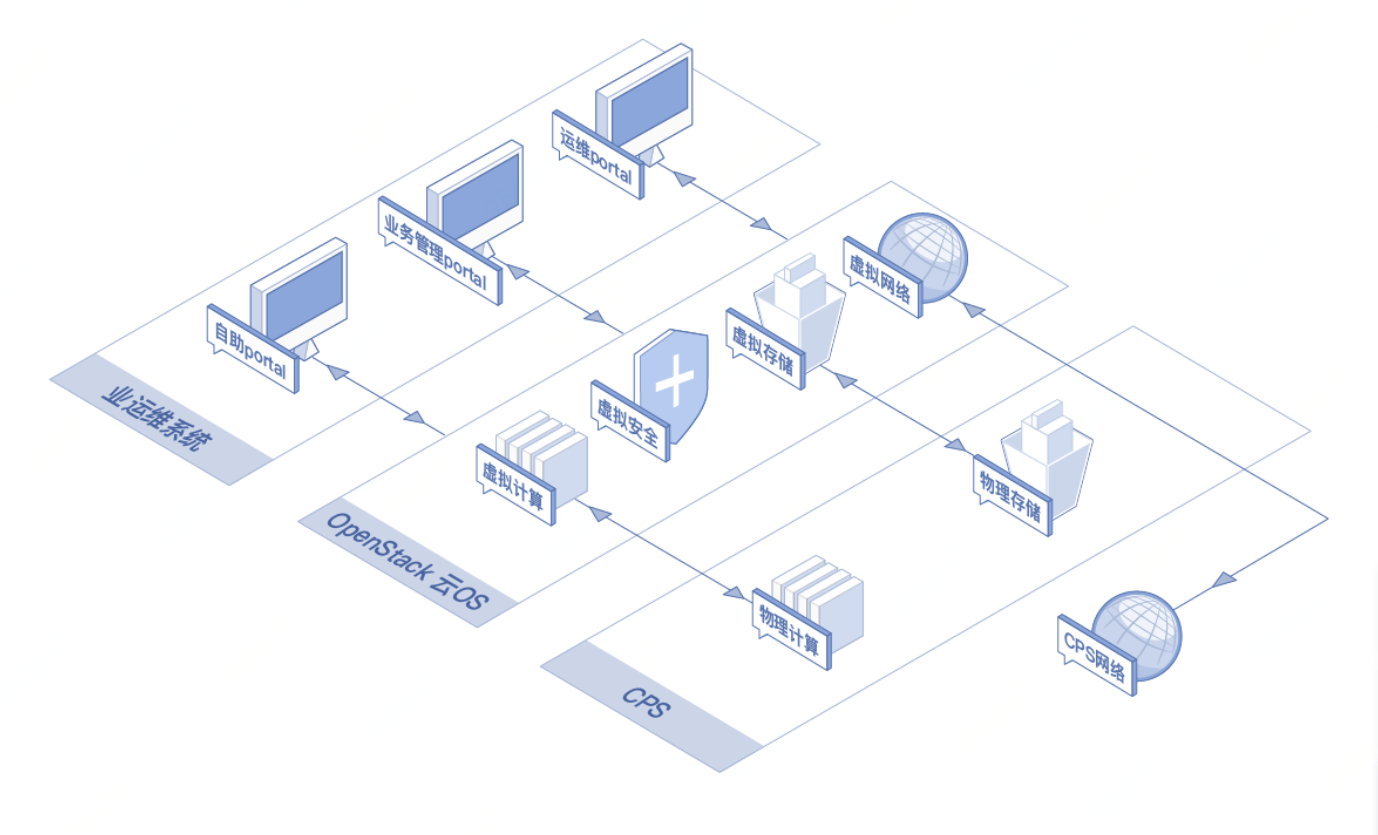 运维portal
业务管理portal
自助portal
业运维系统
虚拟网络
虚拟存储
虚拟安全
虚拟计算
OpenStack 云OS
物理存储
物理计算
CPS网络
CPS